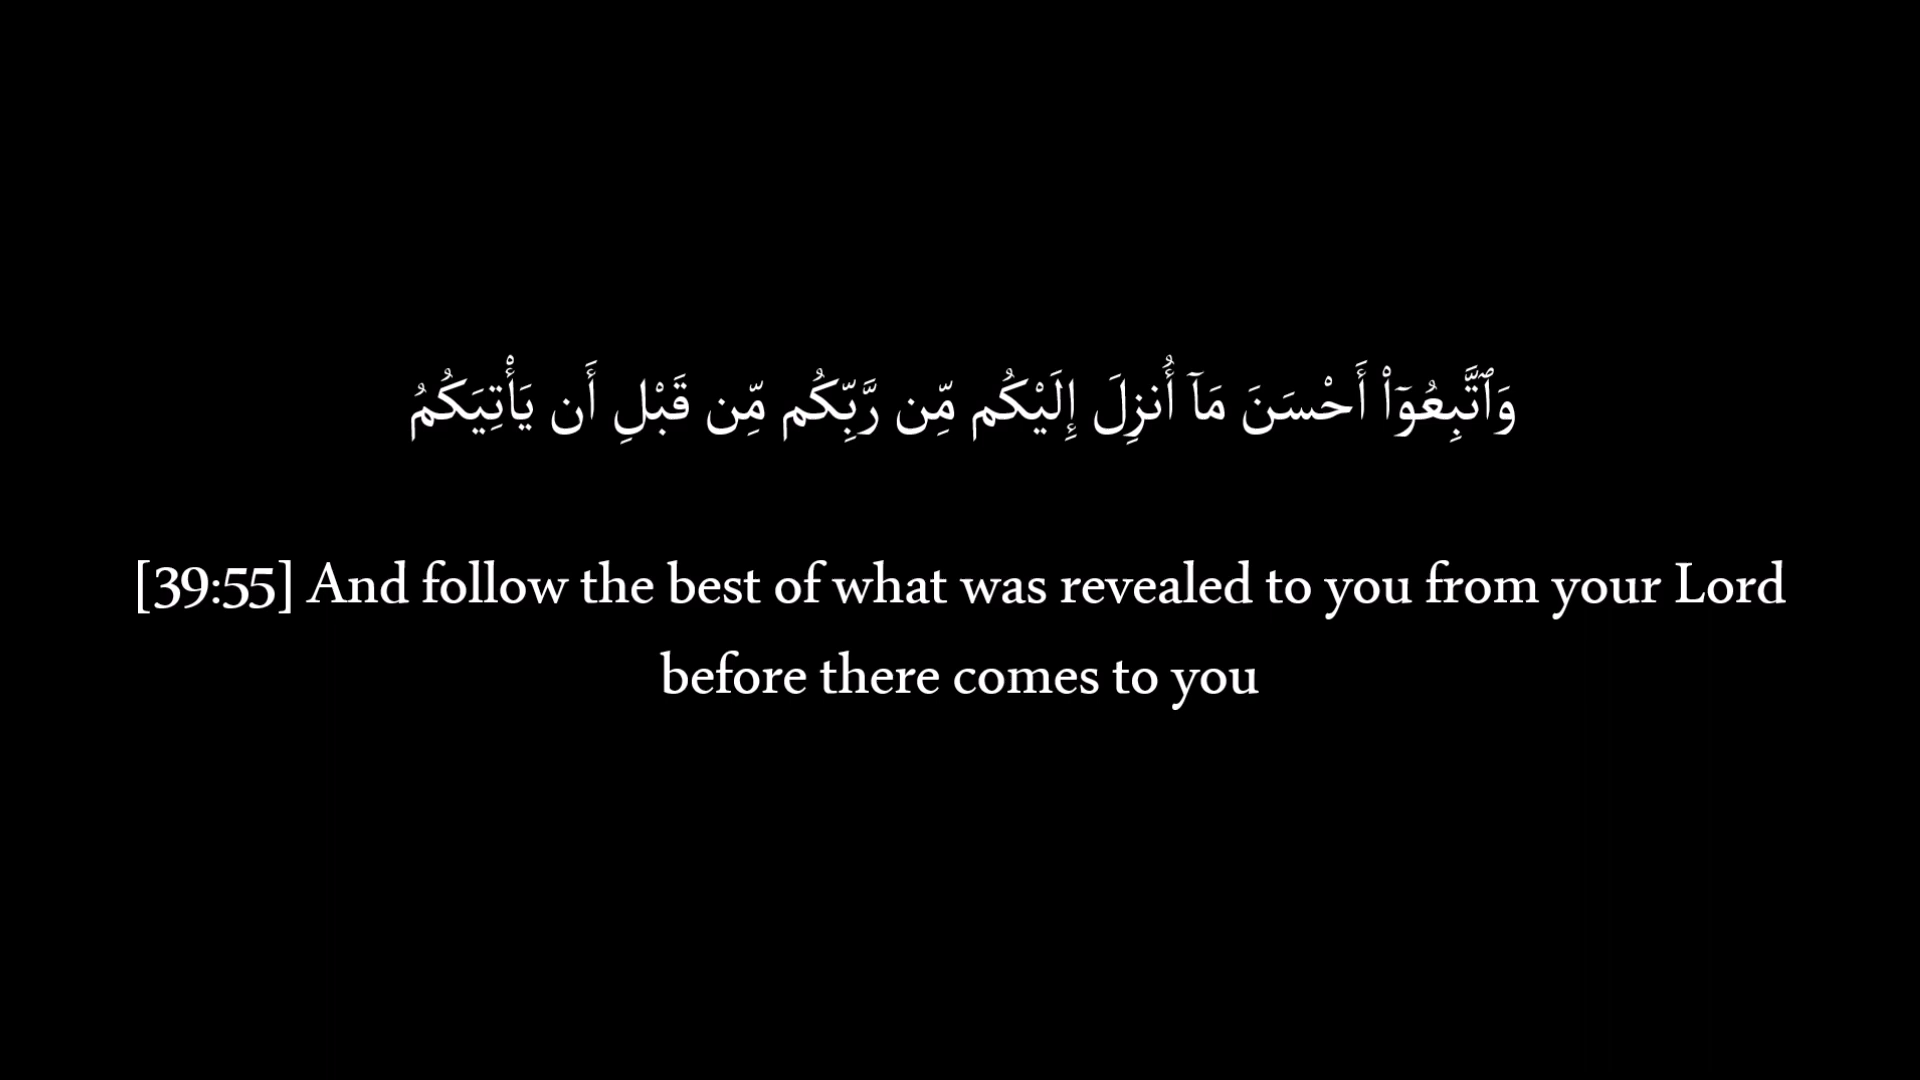 وَٱتَّبِعُوٓا۟ أَحْسَنَ مَآ أُنزِلَ إِلَيْكُم مِّن رَّبِّكُم مِّن قَبْلِ أَن يَأْتِيَكُمُ
[39:55] And follow the best of what was revealed to you from your Lord
before there comes to you